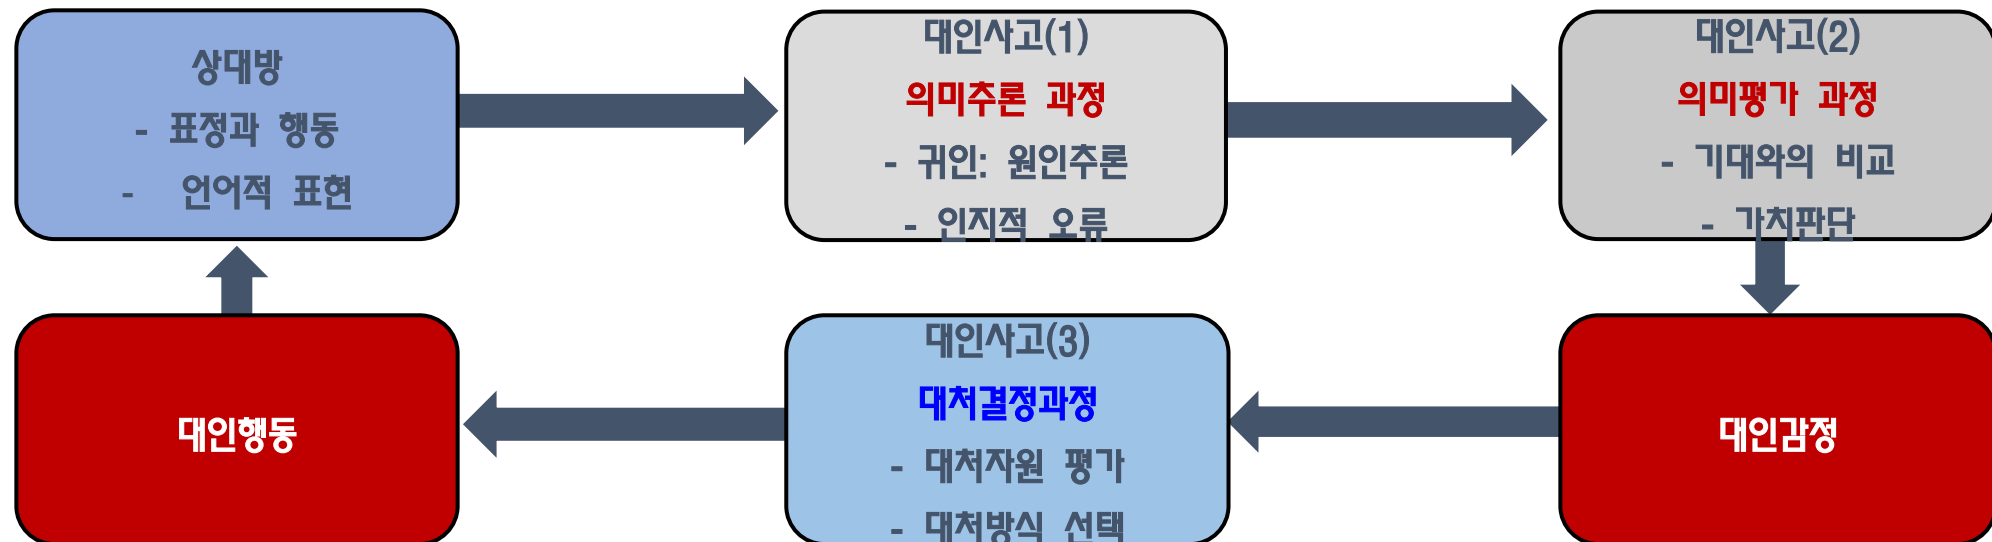 상대방
- 표정과 행동
- 언어적 표현
대인사고(1)
의미추론 과정
- 귀인: 원인추론
- 인지적 오류
대인사고(2)
의미평가 과정
- 기대와의 비교
- 가치판단
대인행동
대인사고(3)
대처결정과정
- 대처자원 평가
- 대처방식 선택
대인감정